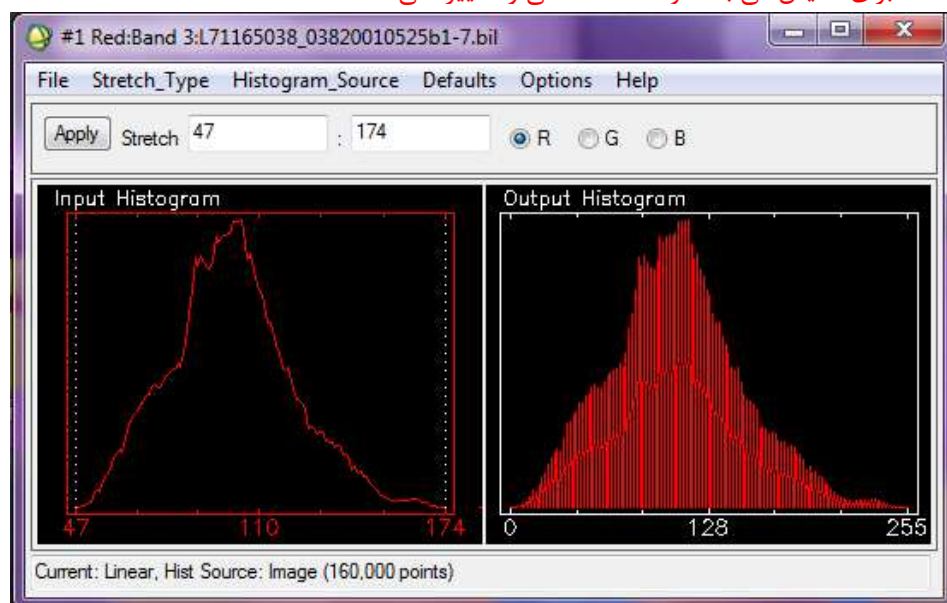 #1 Red:Band 3:L71165038_03820010525b1-7.bil
File Stretch_Type Histogram_Source Defaults Options Help
Apply Stretch 47 : 174 R G B
Input Histogram
47 110 174
Output Histogram
0 128 255
Current: Linear, Hist Source: Image (160,000 points)